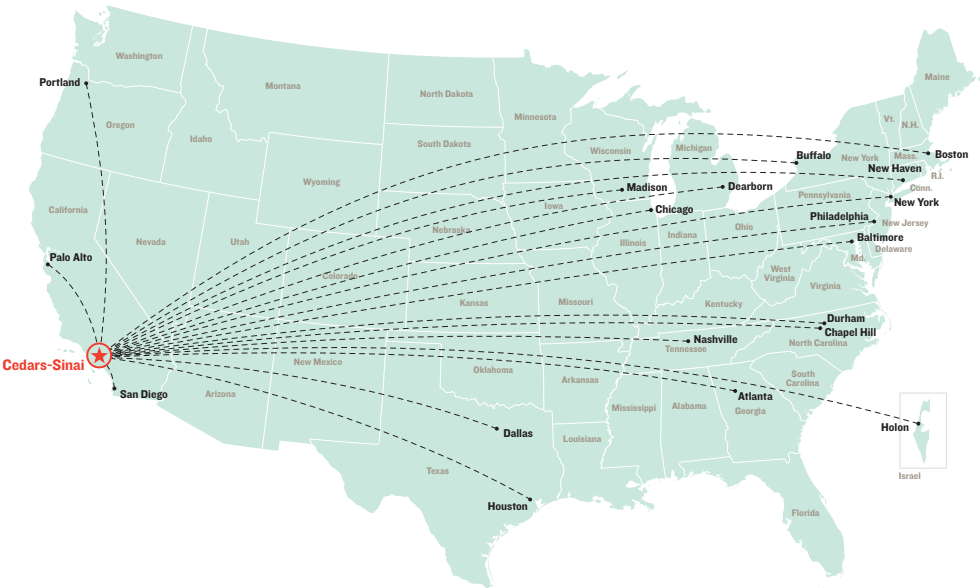 Washington
Portland
Montana
North Dakota
Maine
Oregon
Idaho
Minnesota
Vt.
N.H.
South Dakota
Wisconsin
Michigan
Buffalo
New York
Mass.
Boston
New Haven
R.I.
Wyoming
Madison
Dearborn
Conn.
Pennsylvania
New York
California
Iowa
Chicago
Philadelphia
New Jersey
Nevada
Utah
Nebraska
Illinois
Indiana
Ohio
Baltimore
Delaware
Palo Alto
Md.
Colorado
West
Virginia
Virginia
Kansas
Missouri
Kentucky
Durham
Chapel Hill
Nashville
North Carolina
Tennessee
Cedars-Sinai
New Mexico
Oklahoma
Arkansas
South
Carolina
San Diego
Arizona
Atlanta
Mississippi
Alabama
Georgia
Holon
Dallas
Louisiana
Texas
Israel
Houston
Florida